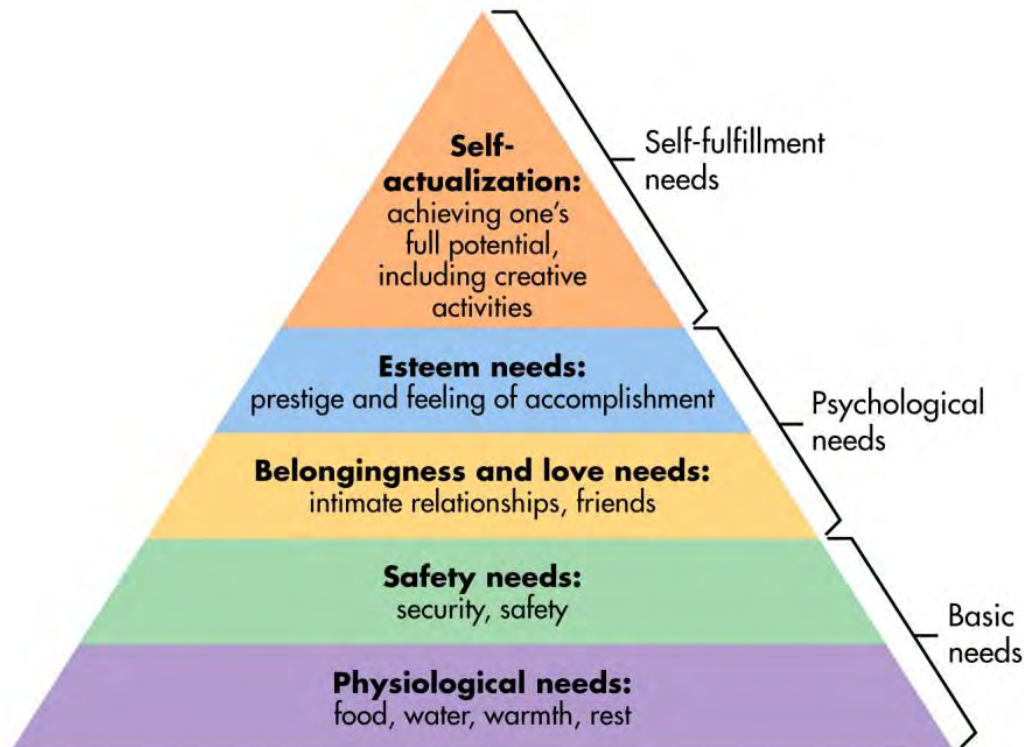 Self-
actualization:
achieving one's
full potential,
including creative
activities
Self-fulfillment
needs
Esteem needs:
prestige and feeling of accomplishment
Psychological
needs
Belongingness and love needs:
intimate relationships, friends
Safety needs:
security, safety
Basic
needs
Physiological needs:
food, water, warmth, rest